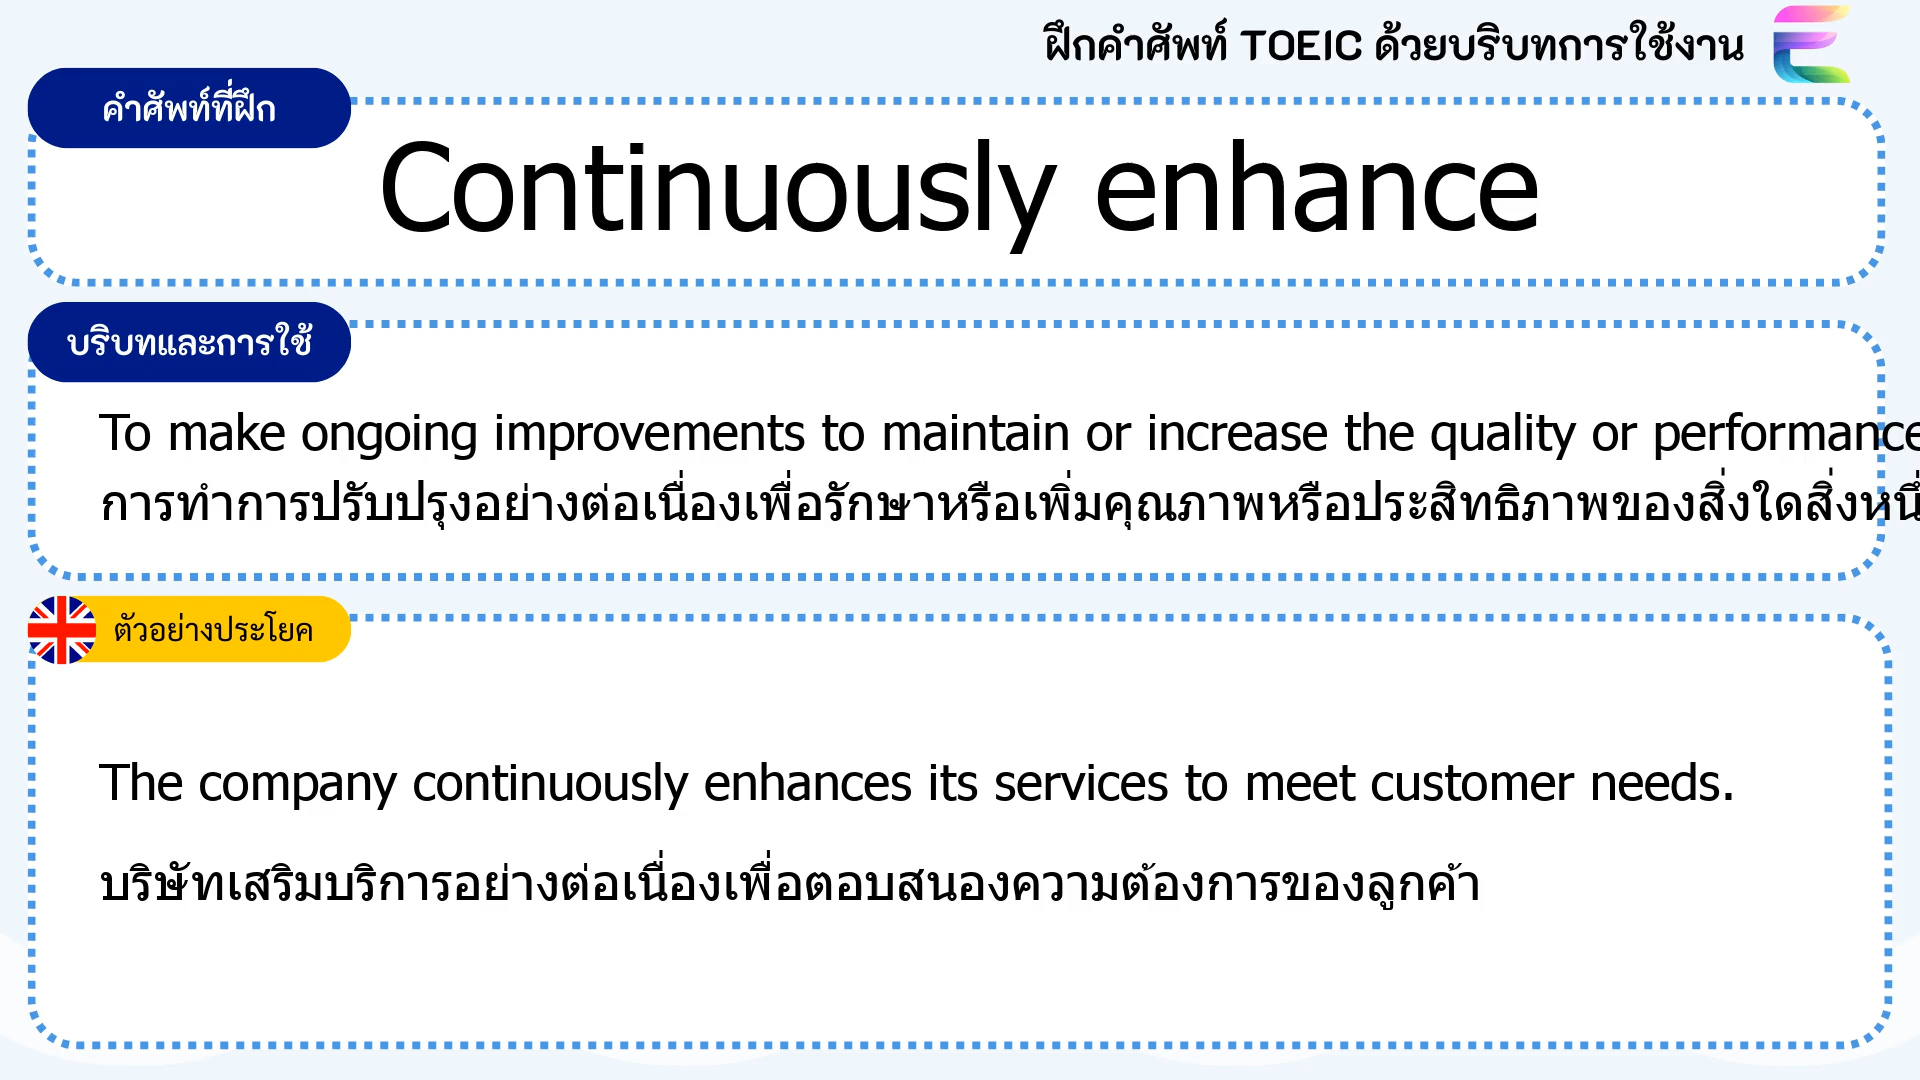 ฝึกคำศัพท์ TOEIC ด้วยบริบทการใช้งาน
คำศัพท์ที่ฝึก
Continuously enhance
บริบทและการใช้
To make ongoing improvements to maintain or increase the quality or performance
การทำการปรับปรุงอย่างต่อเนื่องเพื่อรักษาหรือเพิ่มคุณภาพหรือประสิทธิภาพของสิ่งใดสิ่งหนึ่
ตัวอย่างประโยค
The company continuously enhances its services to meet customer needs.
บริษัทเสริมบริการอย่างต่อเนื่องเพื่อตอบสนองความต้องการของลูกค้า